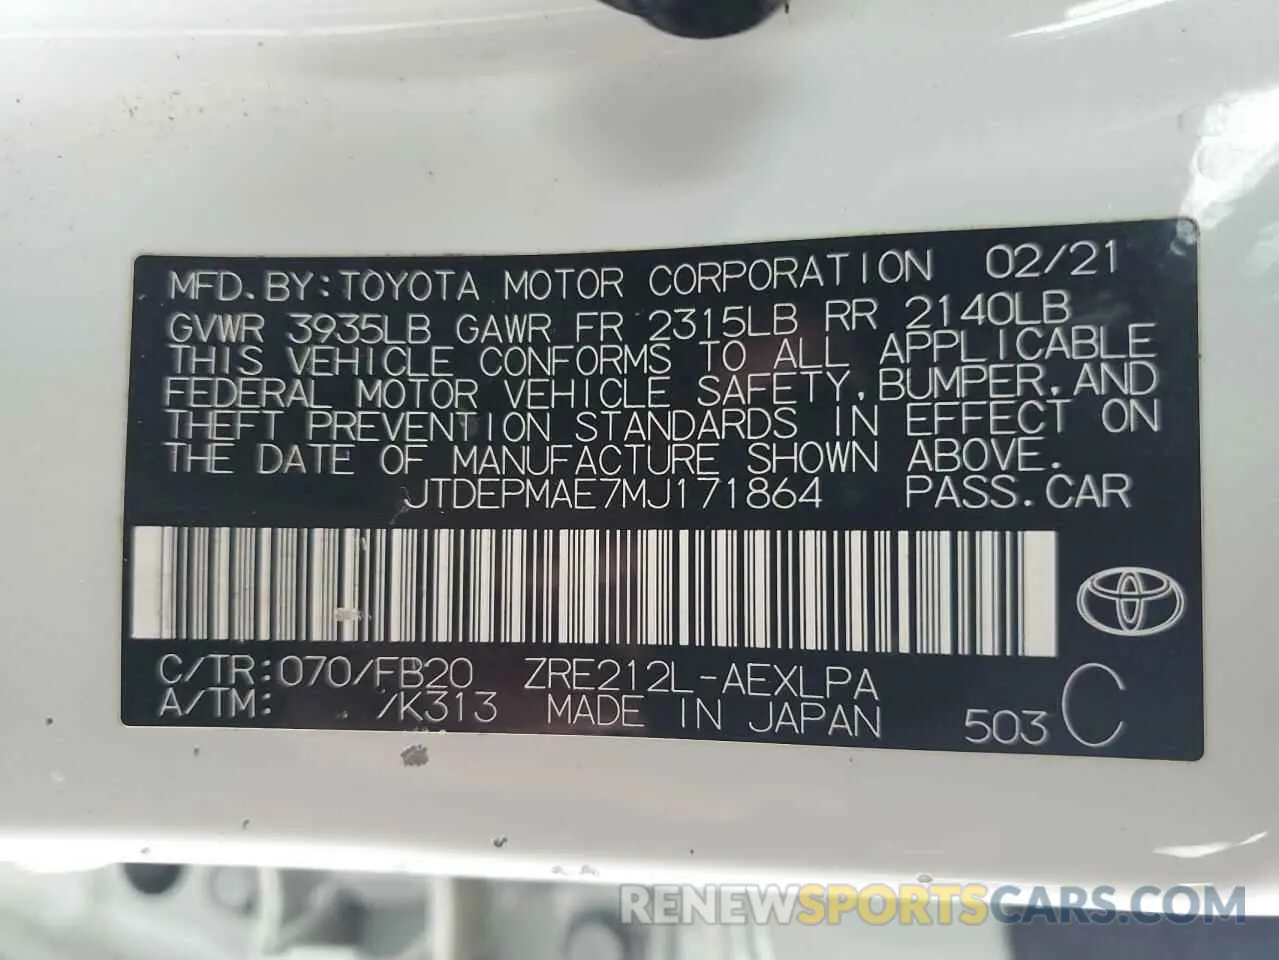 MFD. BY: TOYOTA MOTOR CORPORATION 02/21
GVWR 3935LB GAWR FR 2315LB RR 2140LB
THIS VEHICLE CONFORMS TO ALL APPLICABLE
FEDERAL MOTOR VEHICLE SAFETY, BUMPER, AND
THEFT PREVENTION STANDARDS IN EFFECT ON
THE DATE OF MANUFACTURE SHOWN ABOVE.
JTDEPMAE7MJ171864 PASS. CAR
C/TR: 070/FB20 ZRE212L-AEXLPA
A/TM: /K313 MADE IN JAPAN 503 C
RENEWSPORTSCARS.COM